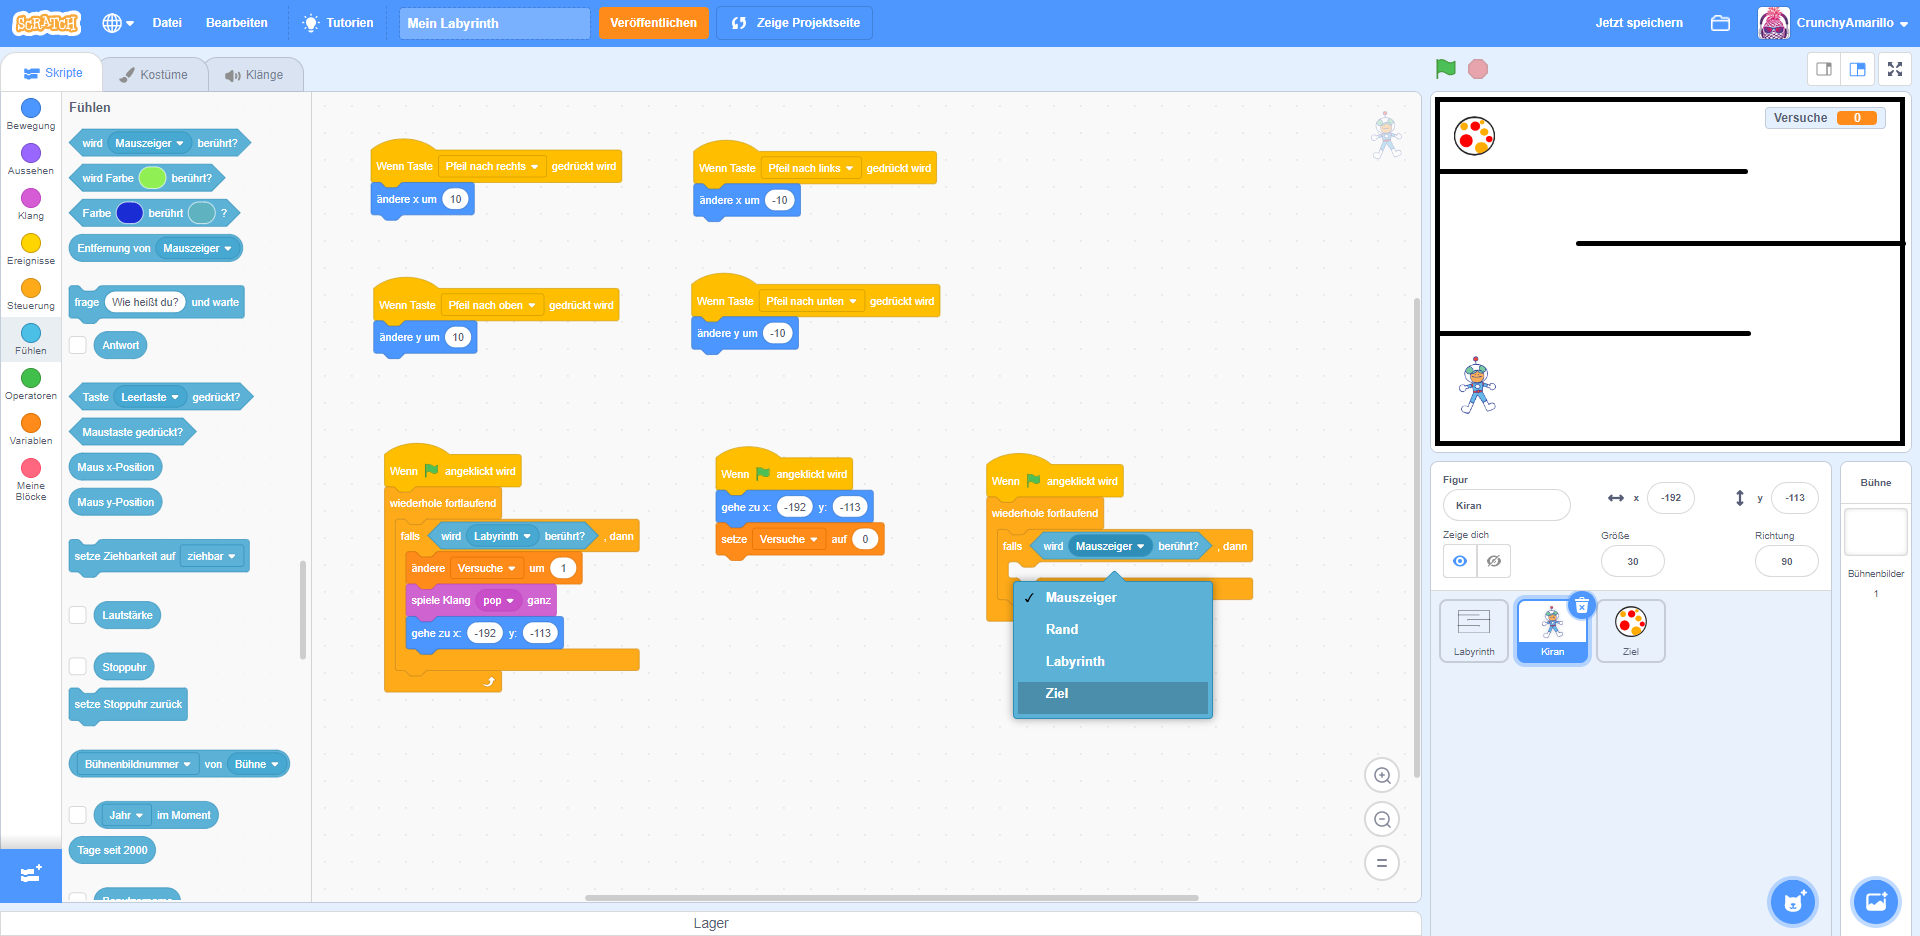 SCRATCH
Datei
Bearbeiten
Tutorien
Mein Labyrinth
Veröffentlichen
Zeige Projektseite
Jetzt speichern
CrunchyAmarillo
Skripte
Kostüme
Klänge
Bewegung
Aussehen
Klang
Ereignisse
Steuerung
Fühlen
Operatoren
Variablen
Meine
Blöcke
Fühlen
wird Mauszeiger berührt?
wird Farbe berührt?
Farbe berührt ?
Entfernung von Mauszeiger
frage Wie heißt du? und warte
Antwort
Taste Leertaste gedrückt?
Maustaste gedrückt?
Maus x-Position
Maus y-Position
setze Ziehbarkeit auf ziehbar
Lautstärke
Stoppuhr
setze Stoppuhr zurück
Bühnenbildnummer von Bühne
Jahr im Moment
Tage seit 2000
Wenn Taste Pfeil nach rechts gedrückt wird
ändere x um 10
Wenn Taste Pfeil nach links gedrückt wird
ändere x um -10
Wenn Taste Pfeil nach oben gedrückt wird
ändere y um 10
Wenn Taste Pfeil nach unten gedrückt wird
ändere y um -10
Wenn angeklickt wird
wiederhole fortlaufend
falls wird Labyrinth berührt? , dann
ändere Versuche um 1
spiele Klang pop ganz
gehe zu x: -192 y: -113
Wenn angeklickt wird
gehe zu x: -192 y: -113
setze Versuche auf 0
Wenn angeklickt wird
wiederhole fortlaufend
falls wird Mauszeiger berührt? , dann
Mauszeiger
Rand
Labyrinth
Ziel
Lager
Versuche 0
Figur
Kiran
x -192
y -113
Zeige dich
Größe
30
Richtung
90
Labyrinth
Kiran
Ziel
Bühne
Bühnenbilder
1